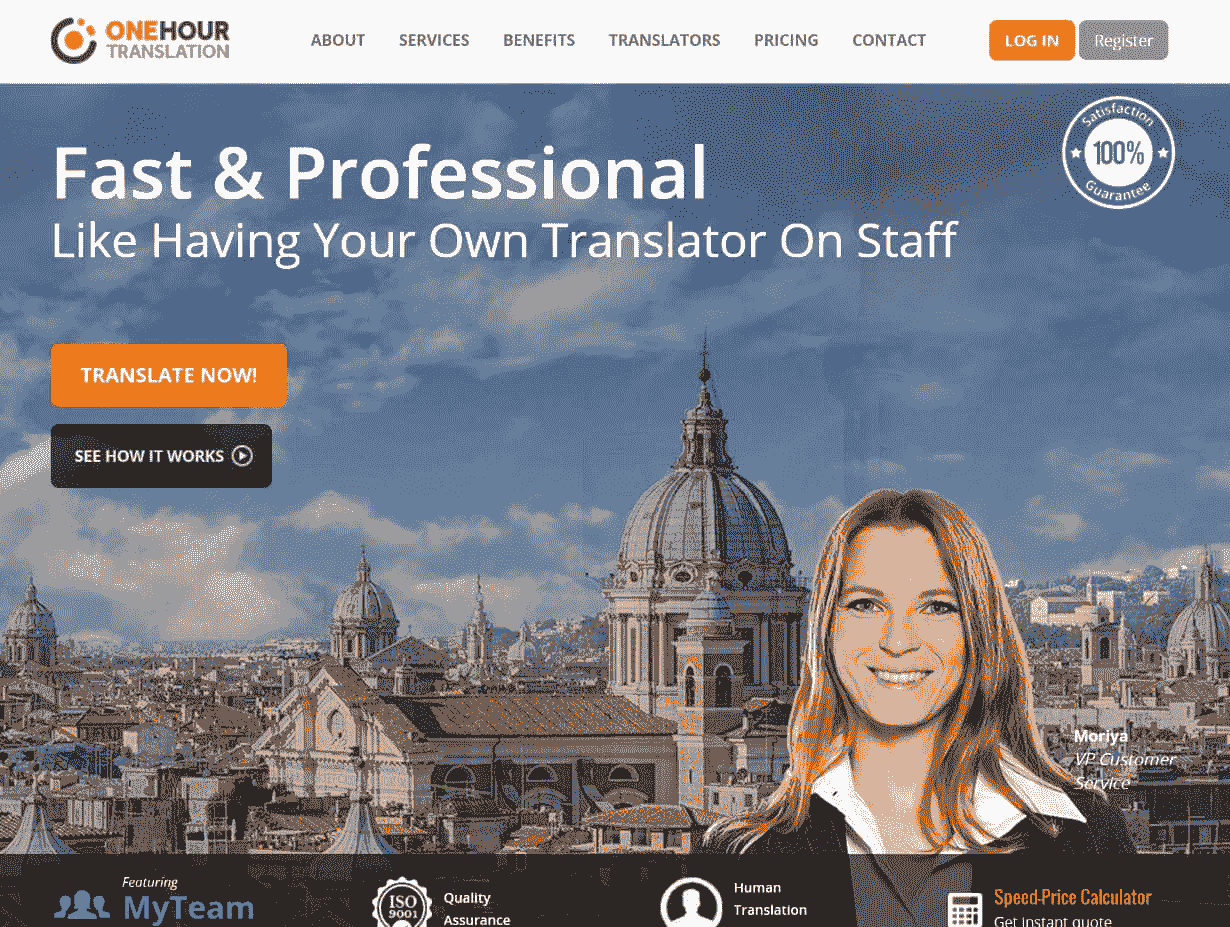 ONEHOUR
TRANSLATION
ABOUT SERVICES BENEFITS TRANSLATORS PRICING CONTACT
LOG IN Register
Satisfaction
100%
Guarantee
Fast & Professional
Like Having Your Own Translator On Staff
TRANSLATE NOW!
SEE HOW IT WORKS
Moriya
VP Customer
Service
Featuring
MyTeam
ISO
9001
Quality
Assurance
Human
Translation
Speed-Price Calculator
Get instant quote